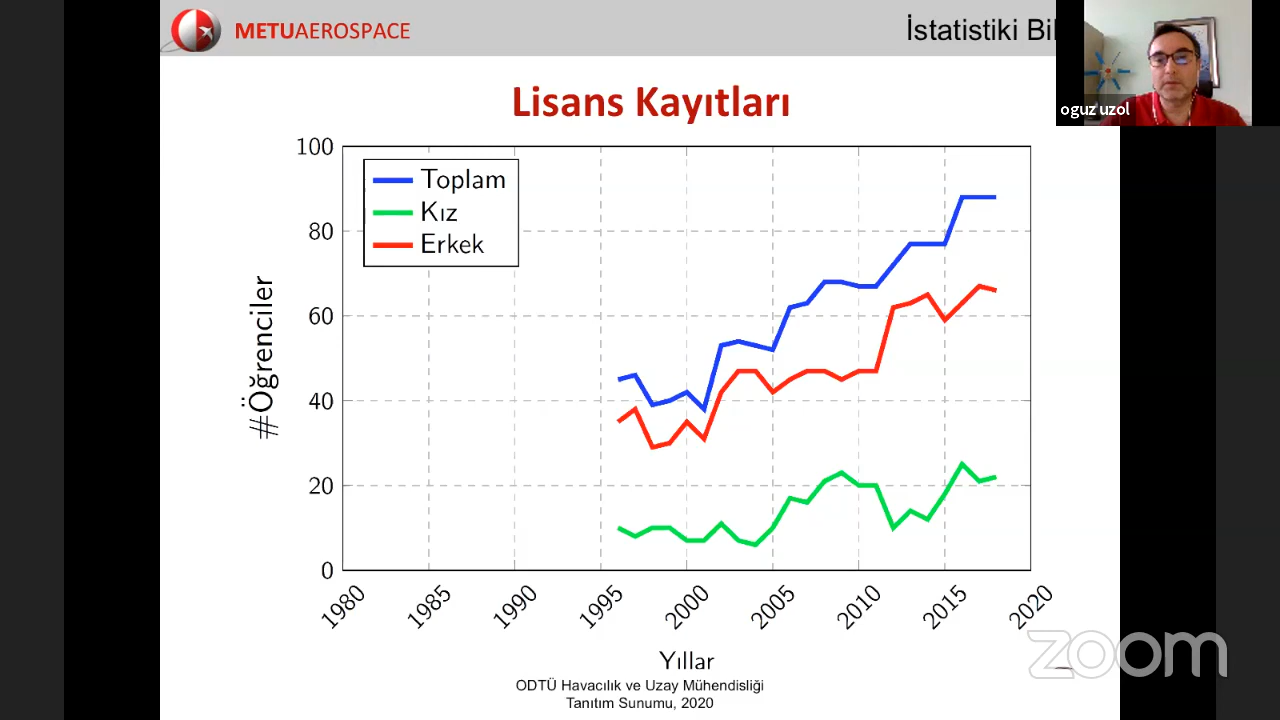 METUAEROSPACE
İstatistiki Bil
oguz uzol
Lisans Kayıtları
Toplam
Kız
Erkek
100
80
60
40
20
0
#Öğrenciler
1980
1985
1990
1995
2000
2005
2010
2015
2020
Yıllar
ODTÜ Havacılık ve Uzay Mühendisliği
Tanıtım Sunumu, 2020
zoom